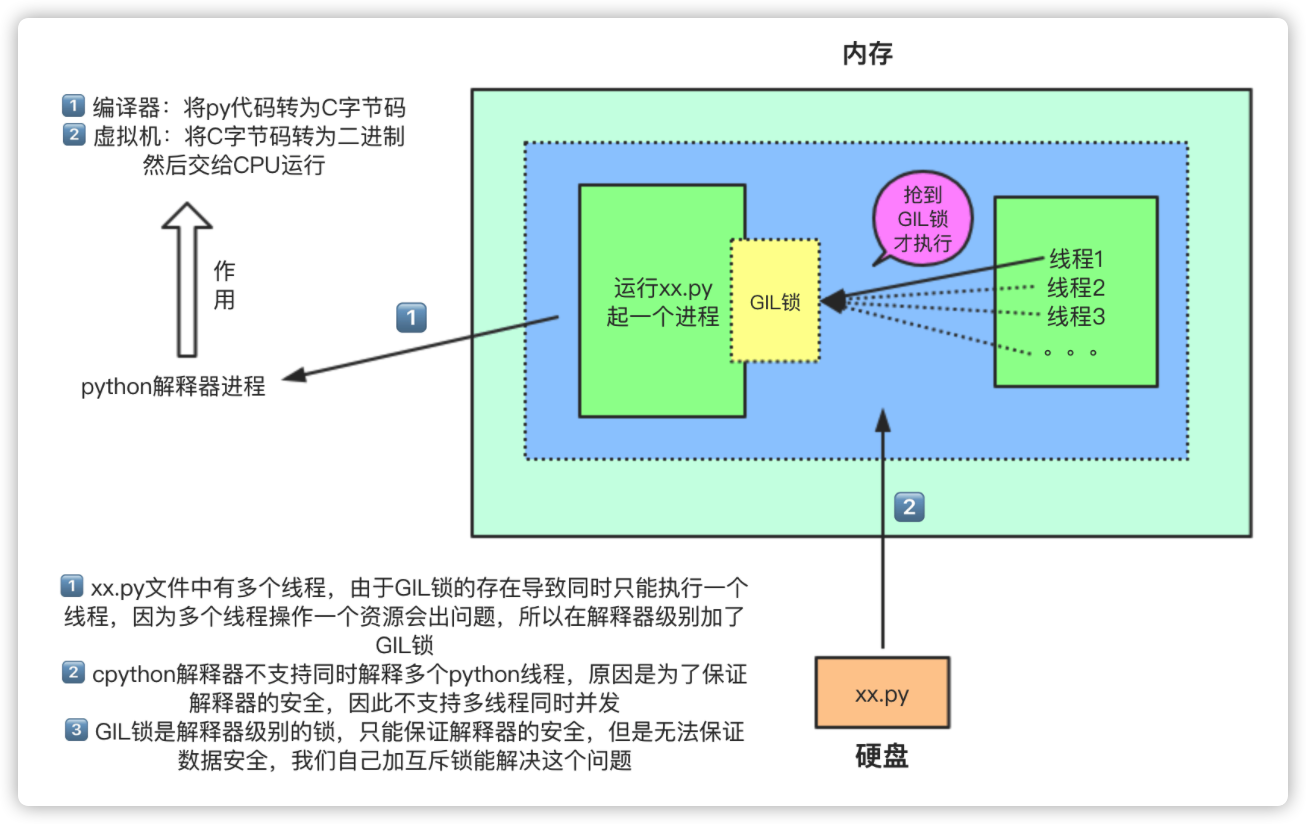 内存
1 编译器：将py代码转为C字节码
2 虚拟机：将C字节码转为二进制
然后交给CPU运行
抢到
GIL锁
才执行
作
用
1
运行xx.py
起一个进程
GIL锁
线程1
线程2
线程3
。。。
python解释器进程
2
1 xx.py文件中有多个线程，由于GIL锁的存在导致同时只能执行一个
线程，因为多个线程操作一个资源会出问题，所以在解释器级别加了
GIL锁
2 cpython解释器不支持同时解释多个python线程，原因是为了保证
解释器的安全，因此不支持多线程同时并发
3 GIL锁是解释器级别的锁，只能保证解释器的安全，但是无法保证
数据安全，我们自己加互斥锁能解决这个问题
xx.py
硬盘